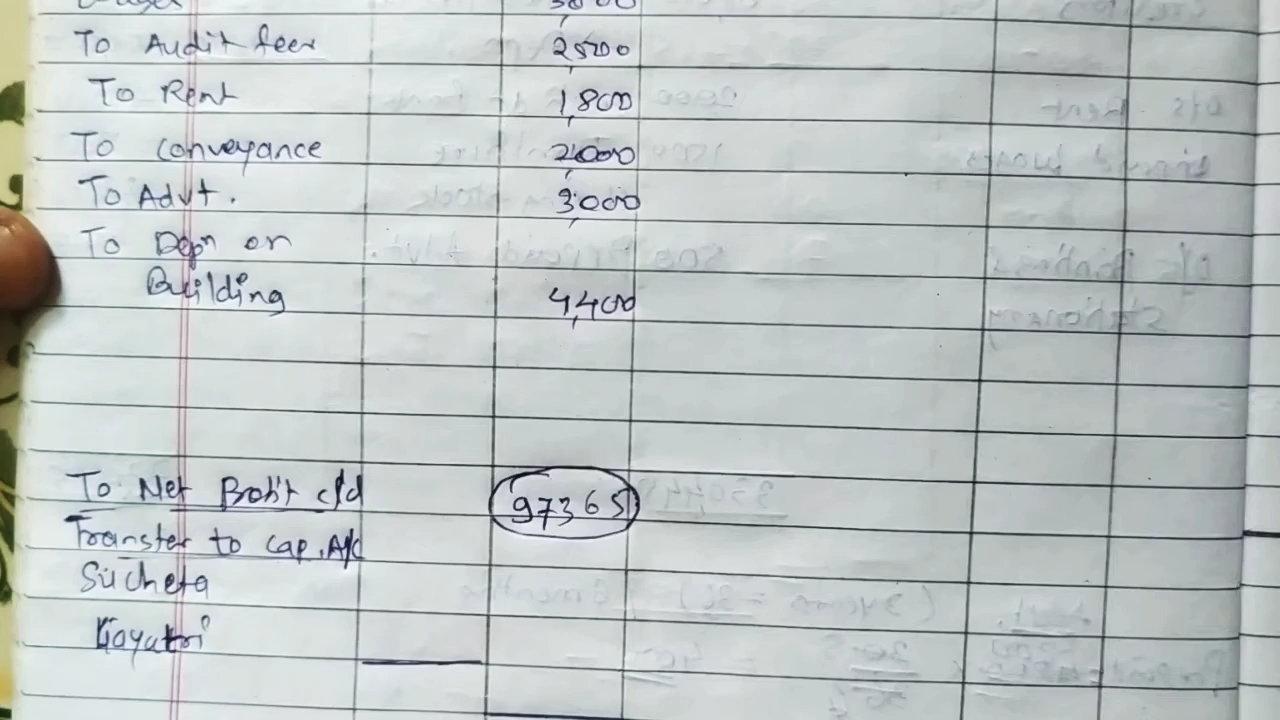 To Audit fees 2,500
To Rent 1,800
To conveyance 2,000
To Advt. 3,000
To Depn on
Building 4,400
To Net Profit c/d 97365
Transfer to cap. A/c
Sucheta
Gayatri